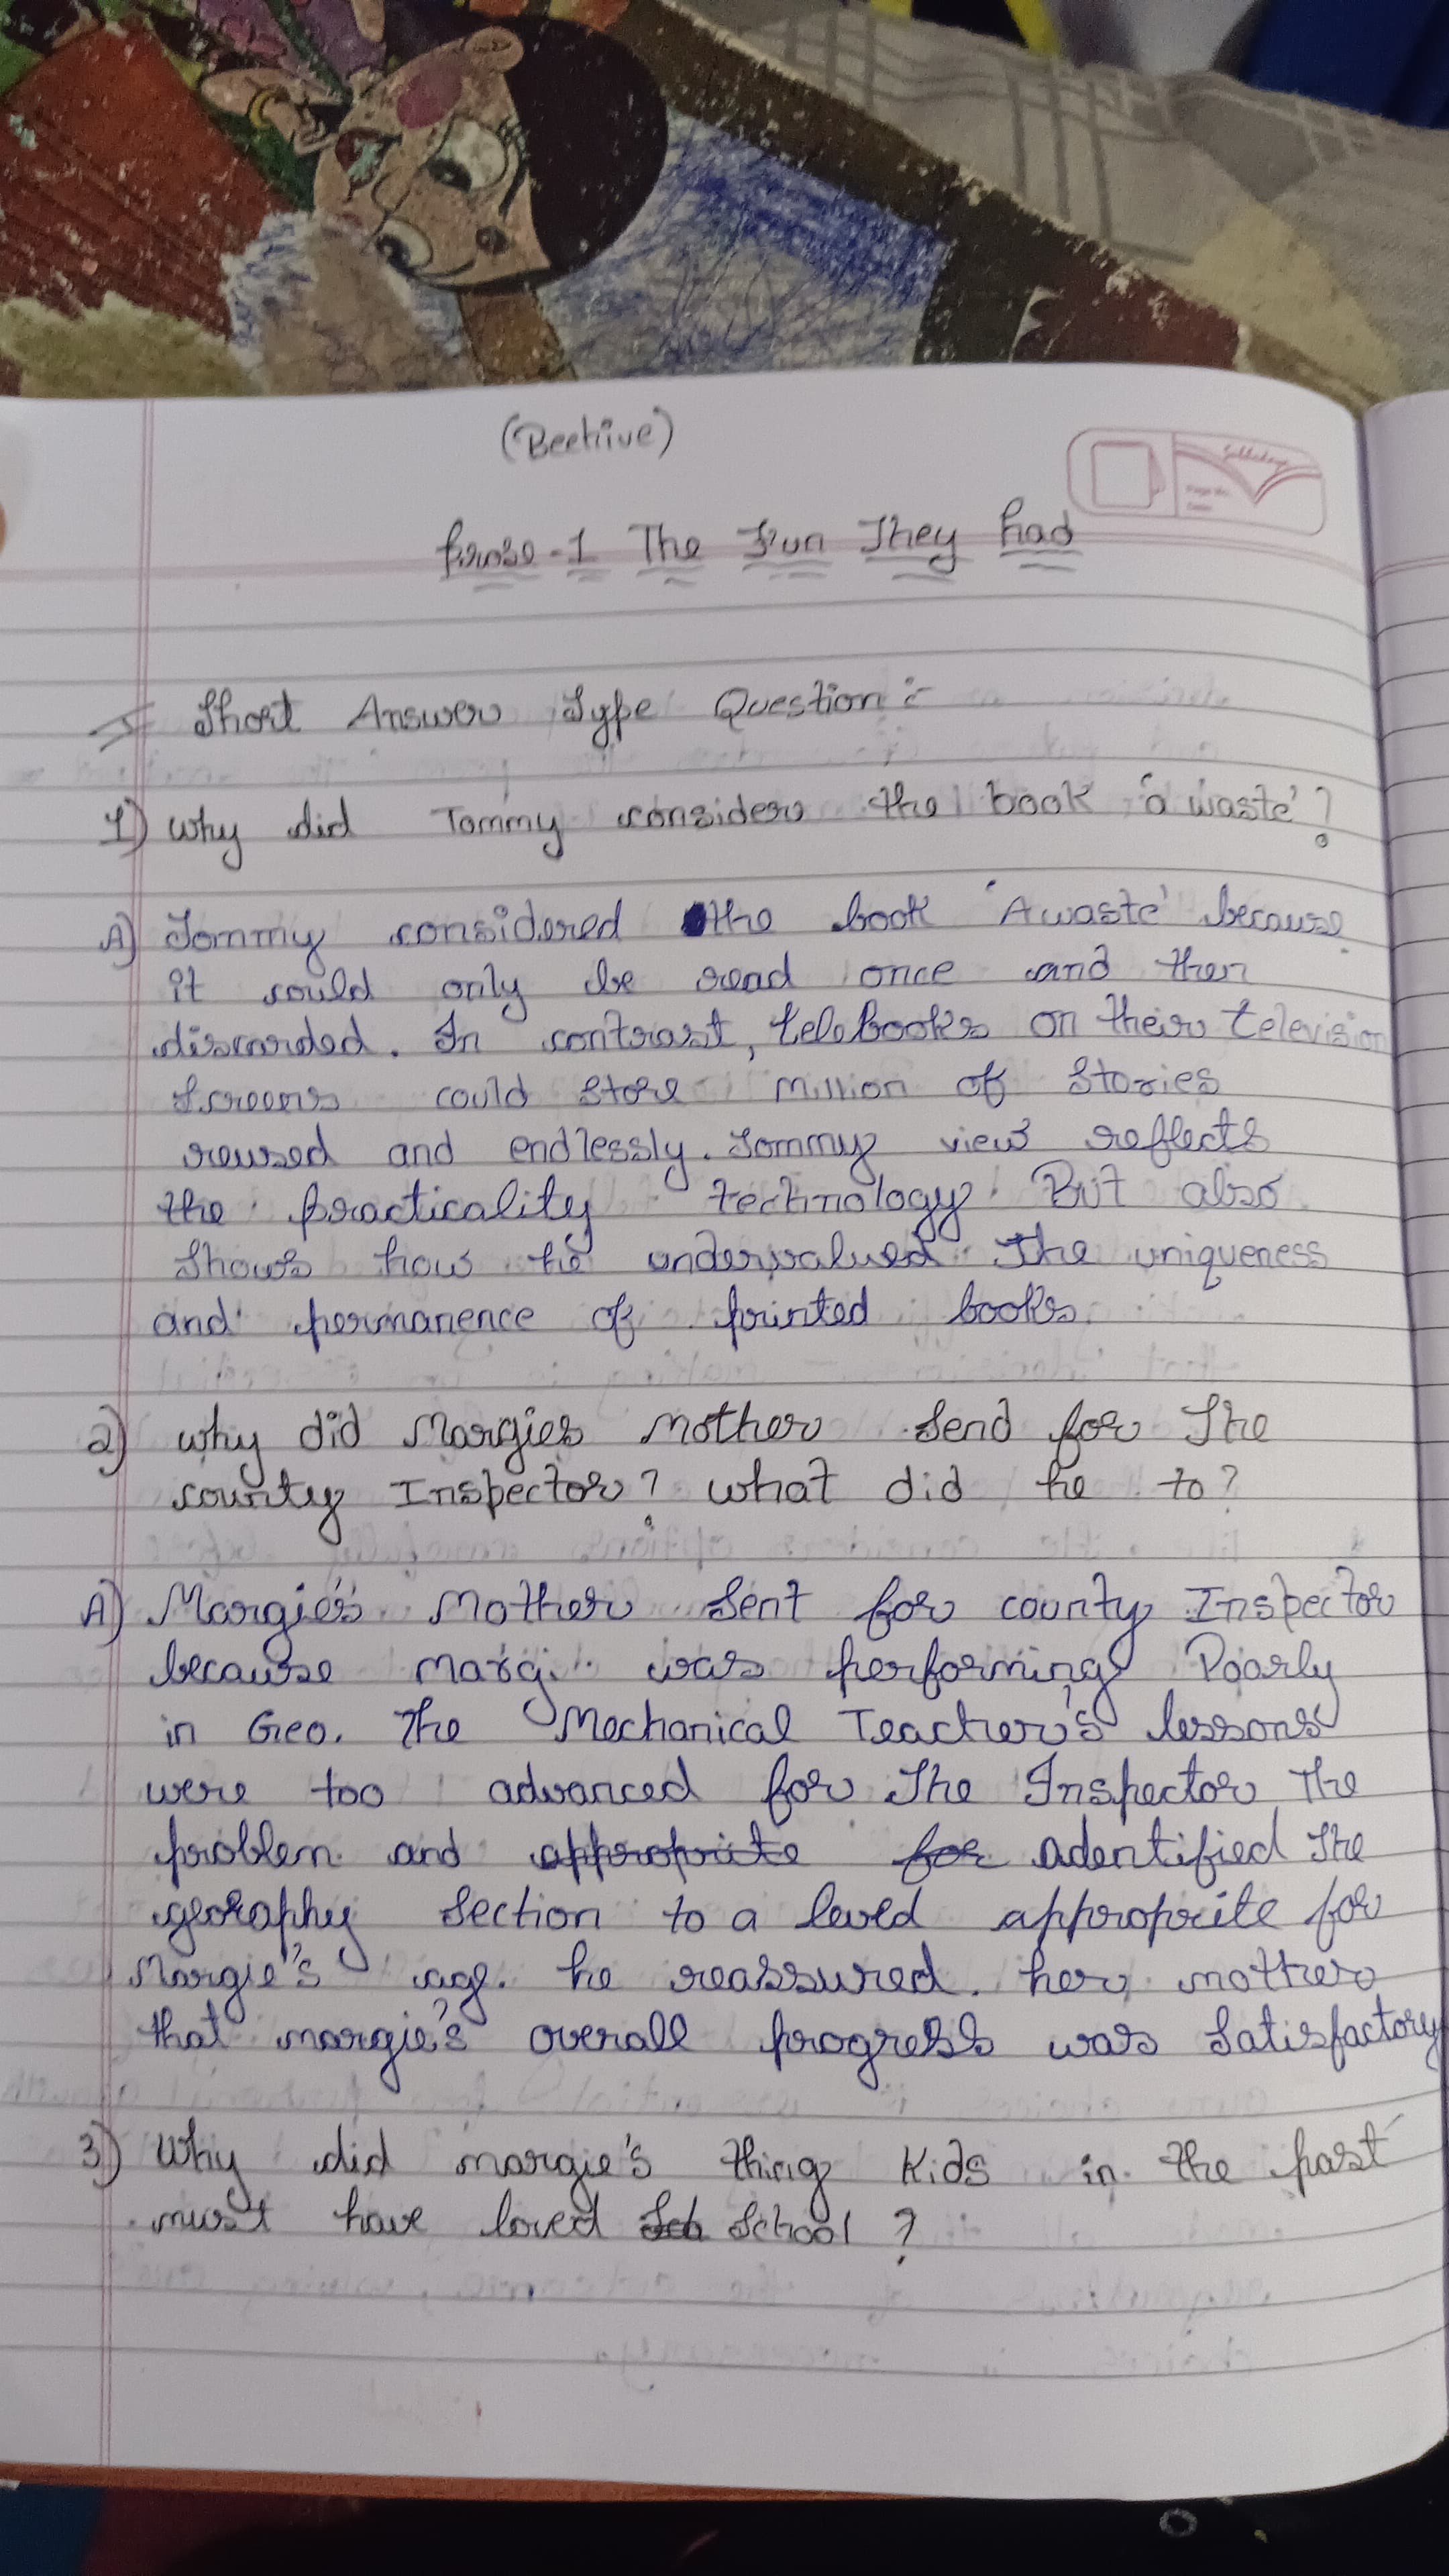 (Beehive)
Prose-1 The Fun They had
⇒ Short Answer Type Question :-
1) Why did Tommy consider the book 'a waste'?
A) Tommy considered the book 'A waste' because
it could only be read once and then
discarded. In contrast, telebooks on their television
Screens could store Million of Stories
reused and endlessly. Tommy view reflects
the practicality technology. But also
Shows how he undervalued The uniqueness
and permanence of printed books.
2) Why did Margies Mother Send for The
county Inspector? What did he to?
A) Margie's Mother Sent for county Inspector
because Margi. was performing Poorly
in Geo. The Mechanical Teacher's lessons
were too advanced for The Inspector The
problem and approprite for adentified The
geography Section to a leveld approprite for
Margie's age. he reassured. her mother
that margie's overall progress was Satisfactory
3) Why did margie's thing Kids in the past
must have loved Sch School ?